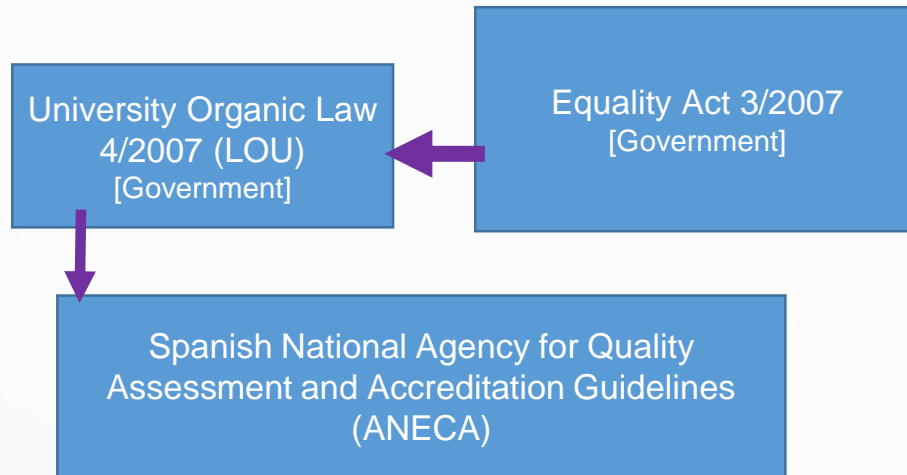 University Organic Law
4/2007 (LOU)
[Government]
Equality Act 3/2007
[Government]
Spanish National Agency for Quality
Assessment and Accreditation Guidelines
(ANECA)